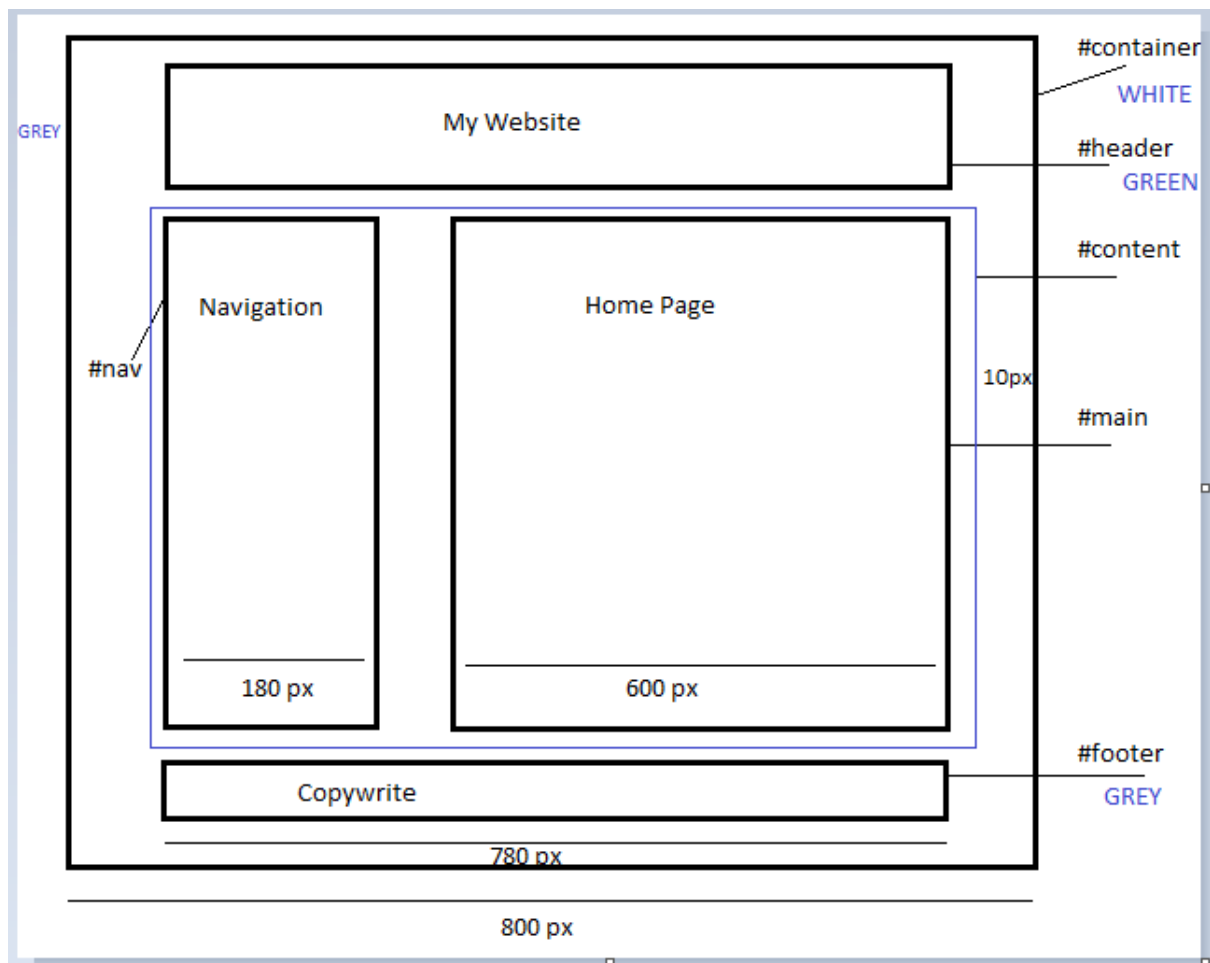 #container
WHITE
My Website
GREY
#header
GREEN
#content
Navigation
Home Page
#nav
10px
#main
180 px
600 px
#footer
Copywrite
GREY
780 px
800 px